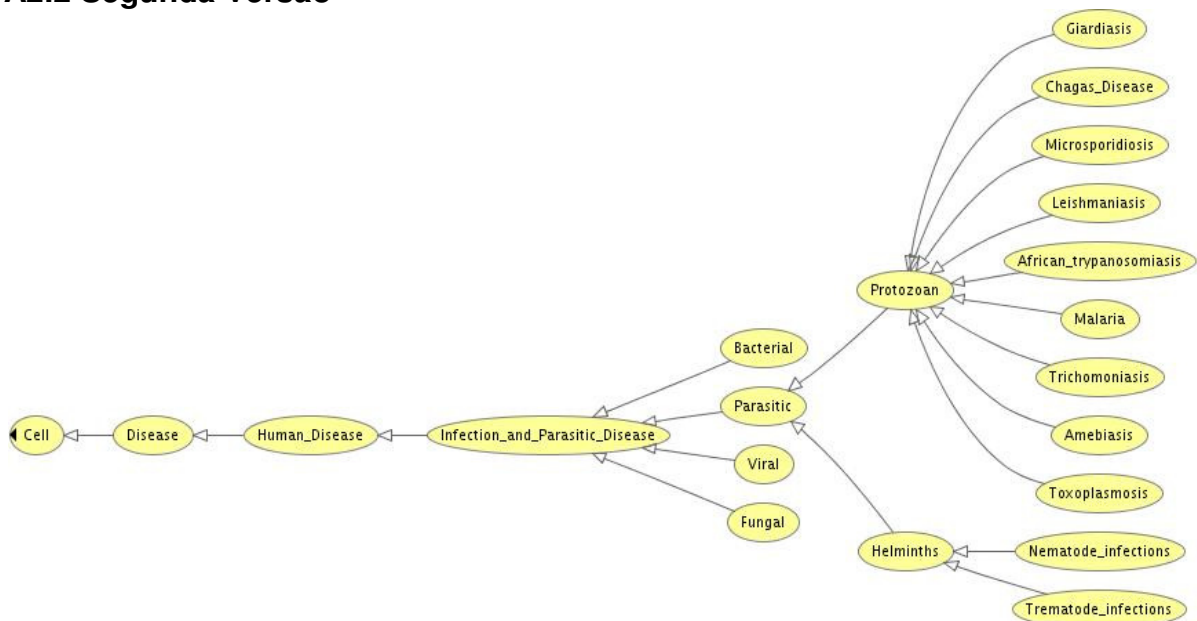 A2.2 Segunda Versão
Giardiasis
Chagas_Disease
Microsporidiosis
Leishmaniasis
African_trypanosomiasis
Protozoan
Malaria
Bacterial
Trichomoniasis
Parasitic
Cell
Disease
Human_Disease
Infection_and_Parasitic_Disease
Amebiasis
Viral
Toxoplasmosis
Fungal
Helminths
Nematode_infections
Trematode_infections